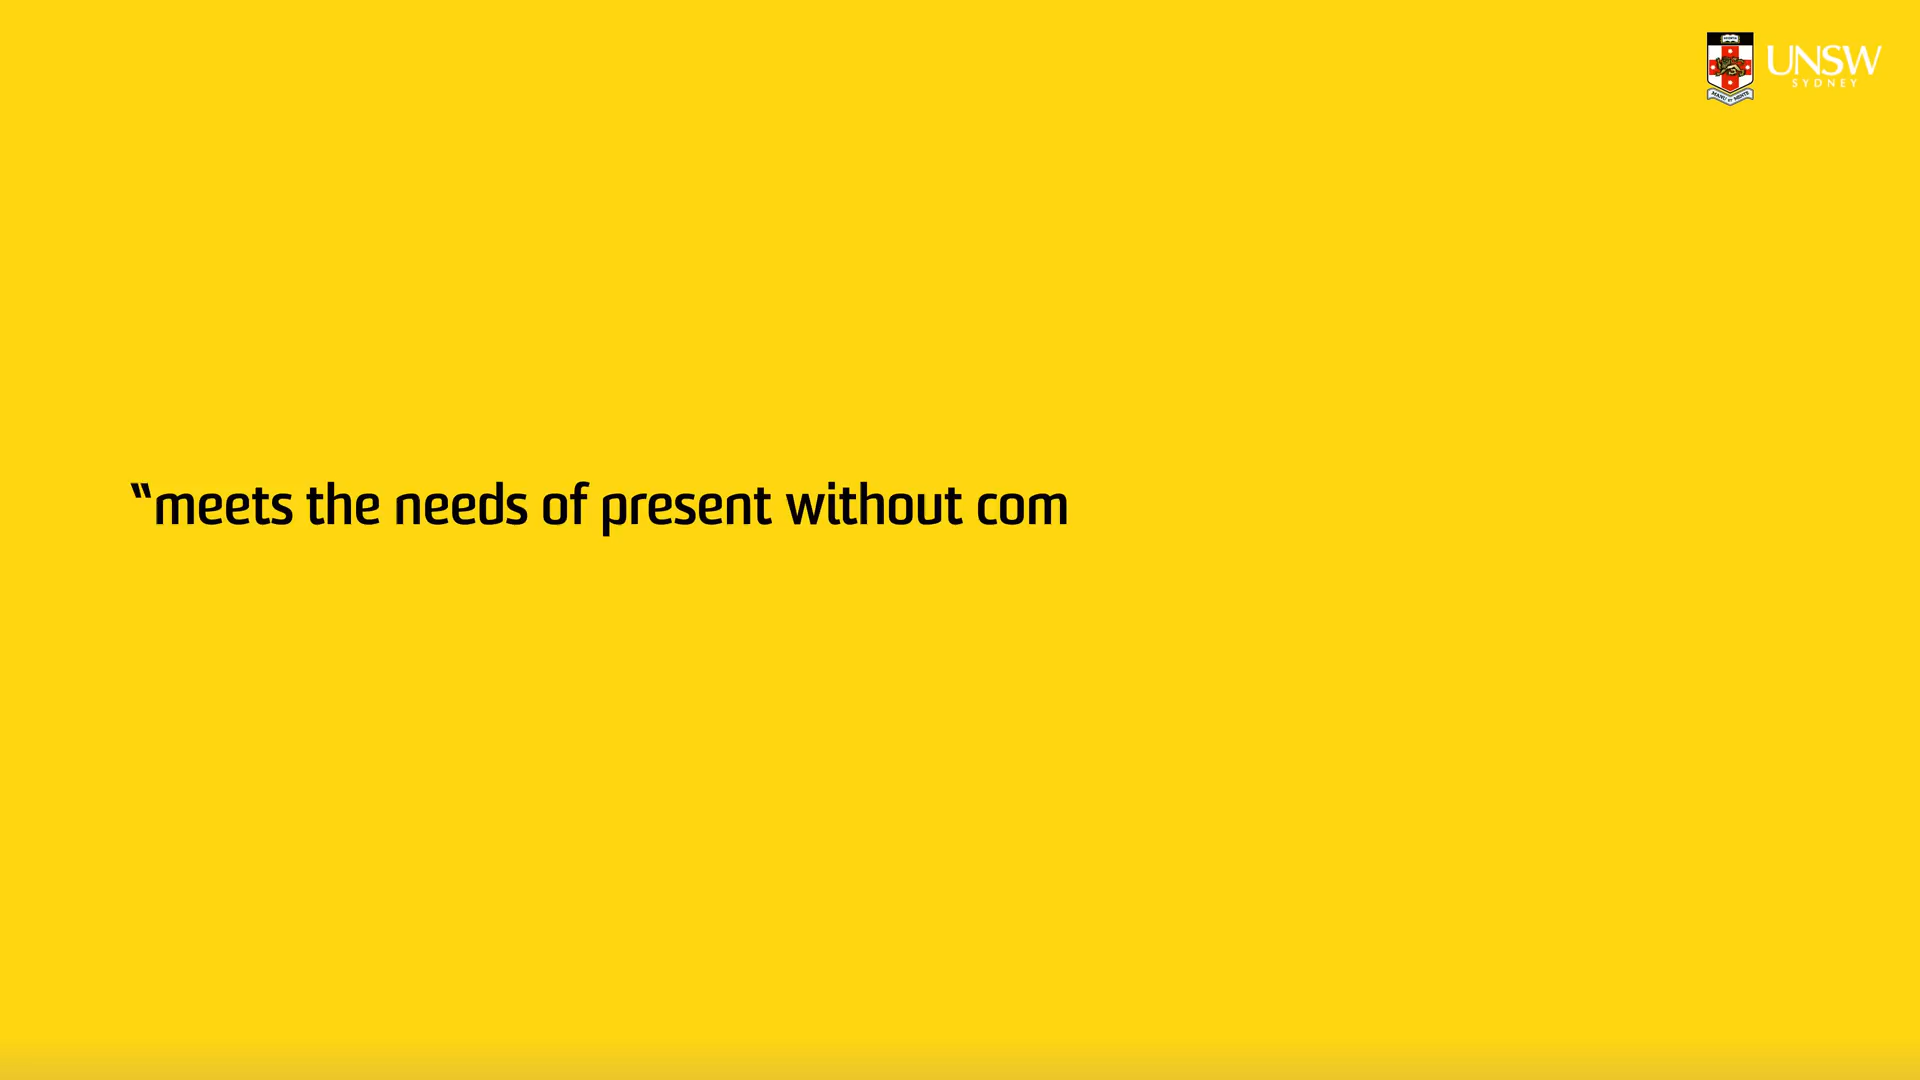 UNSW
SYDNEY
“meets the needs of present without com